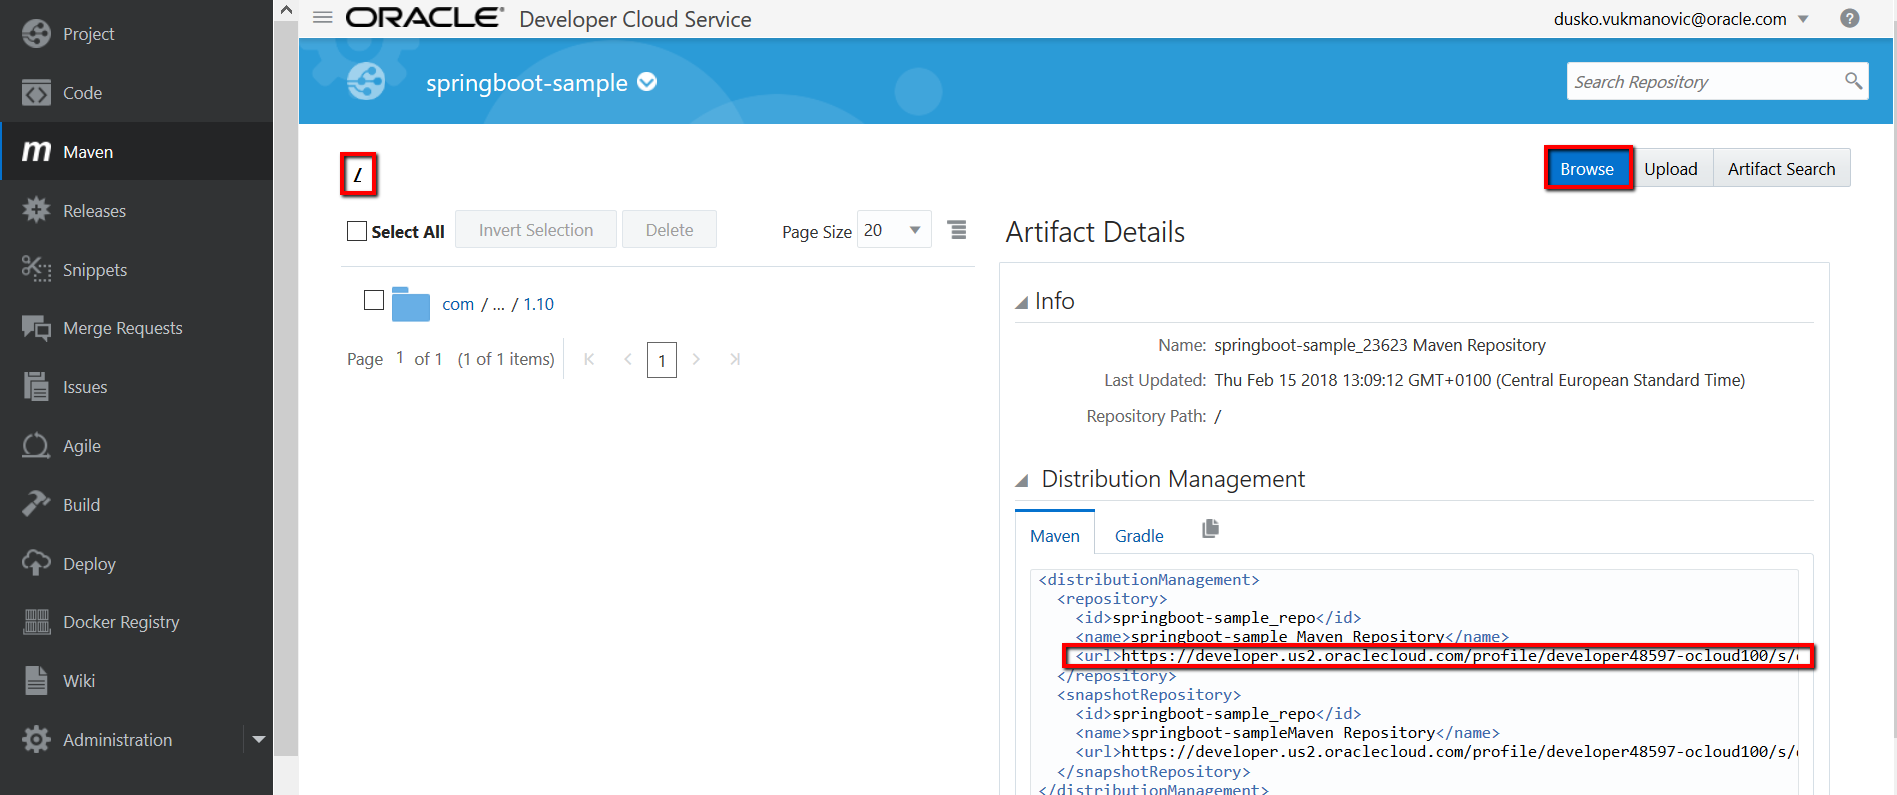 Project
Code
Maven
Releases
Snippets
Merge Requests
Issues
Agile
Build
Deploy
Docker Registry
Wiki
Administration
ORACLE® Developer Cloud Service
dusko.vukmanovic@oracle.com
?
springboot-sample
Search Repository
/
Browse Upload Artifact Search
Select All Invert Selection Delete Page Size 20
com / ... / 1.10
Page 1 of 1 (1 of 1 items) 1
Artifact Details
Info
Name: springboot-sample_23623 Maven Repository
Last Updated: Thu Feb 15 2018 13:09:12 GMT+0100 (Central European Standard Time)
Repository Path: /
Distribution Management
Maven Gradle
<distributionManagement>
<repository>
<id>springboot-sample_repo</id>
<name>springboot-sample Maven Repository</name>
<url>https://developer.us2.oraclecloud.com/profile/developer48597-ocloud100/s/
</repository>
<snapshotRepository>
<id>springboot-sample_repo</id>
<name>springboot-sampleMaven Repository</name>
<url>https://developer.us2.oraclecloud.com/profile/developer48597-ocloud100/s/
</snapshotRepository>
</distributionManagement>